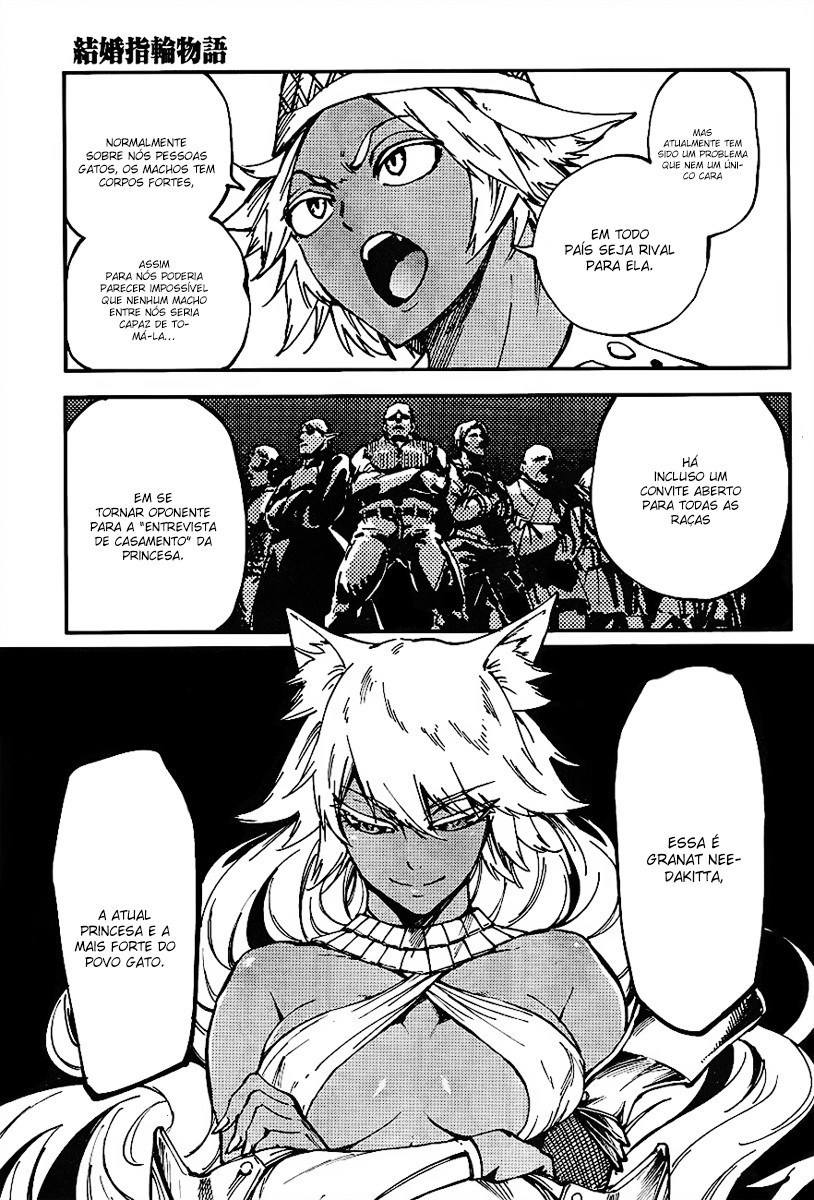 結婚指輪物語
MAS
ATUALMENTE TEM
SIDO UM PROBLEMA
QUE NEM UM ÚNI-
CO CARA
EM TODO
PAÍS SEJA RIVAL
PARA ELA.
NORMALMENTE
SOBRE NÓS PESSOAS
GATOS, OS MACHOS TEM
CORPOS FORTES,
ASSIM
PARA NÓS PODERIA
PARECER IMPOSSÍVEL
QUE NENHUM MACHO
ENTRE NÓS SERIA
CAPAZ DE TO-
MÁ-LA...
HÁ
INCLUSO UM
CONVITE ABERTO
PARA TODAS AS
RAÇAS
EM SE
TORNAR OPONENTE
PARA A "ENTREVISTA
DE CASAMENTO" DA
PRINCESA.
ESSA É
GRANAT NEE-
DAKITTA,
A ATUAL
PRINCESA E A
MAIS FORTE DO
POVO GATO.